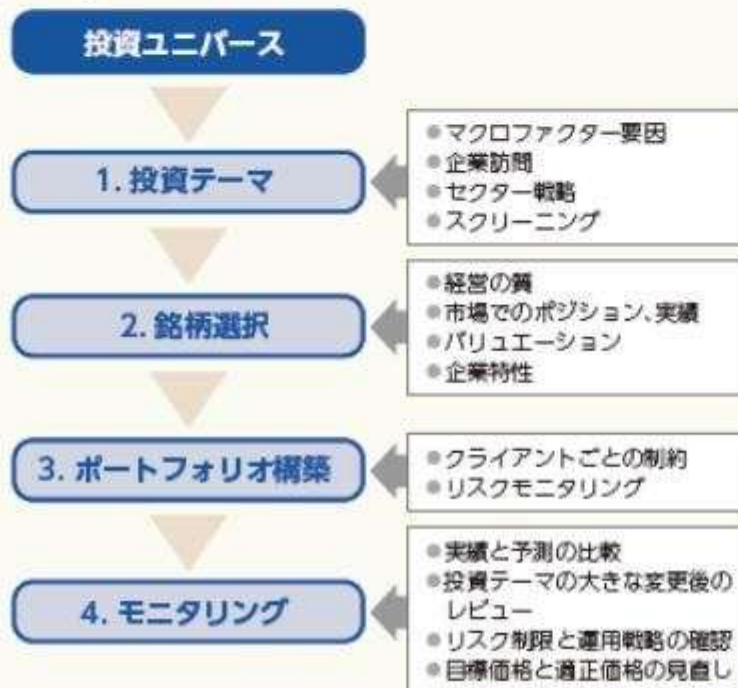 投資ユニバース
1. 投資テーマ
●マクロファクター要因
●企業訪問
●セクター戦略
●スクリーニング
2. 銘柄選択
●経営の質
●市場でのポジション、実績
●バリュエーション
●企業特性
3. ポートフォリオ構築
●クライアントごとの制約
●リスクモニタリング
4. モニタリング
●実績と予測の比較
●投資テーマの大きな変更後の
レビュー
●リスク制限と運用戦略の確認
●目標価格と適正価格の見直し